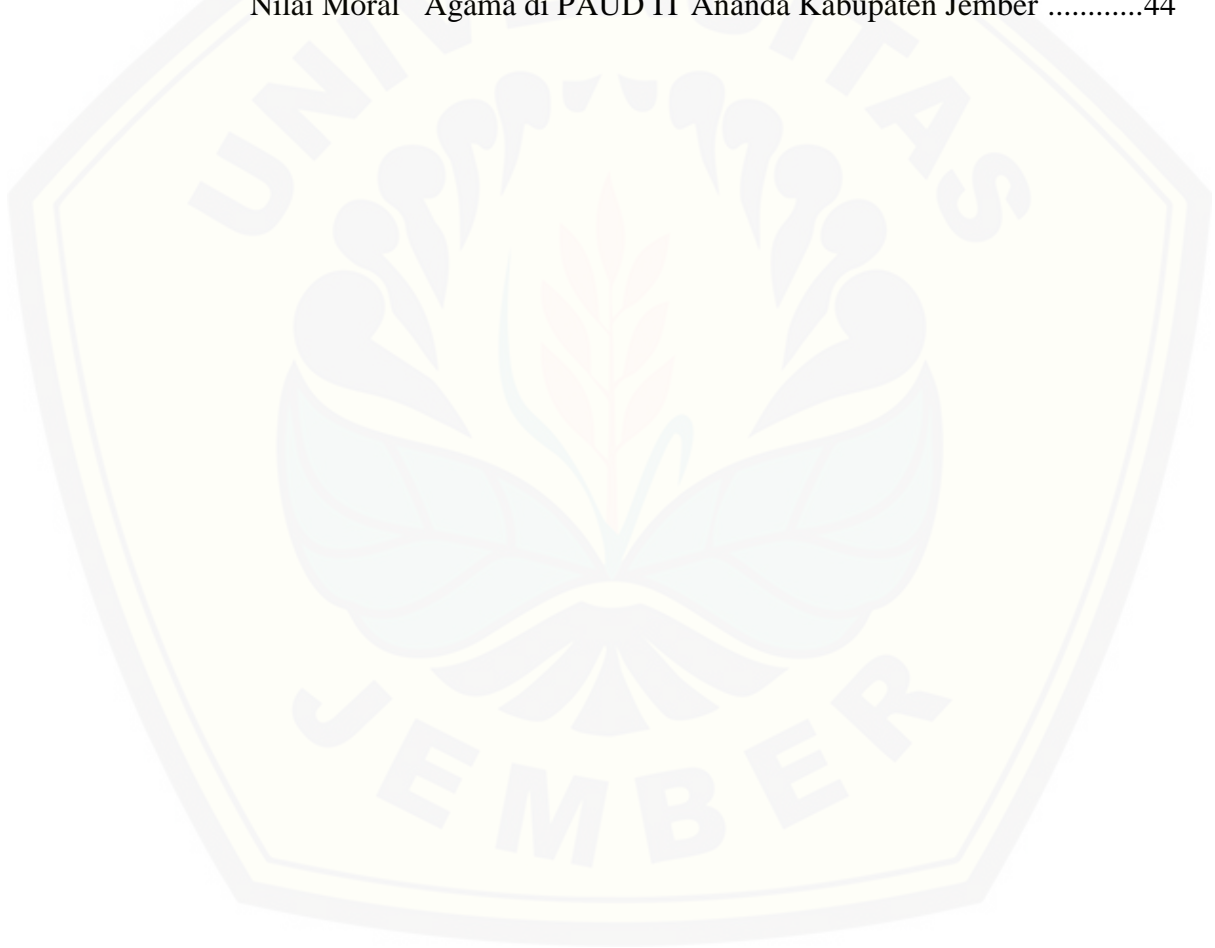 Nilai Moral Agama di PAUD IT Ananda Kabupaten Jember ............44
UNIVERSITAS
JEMBER